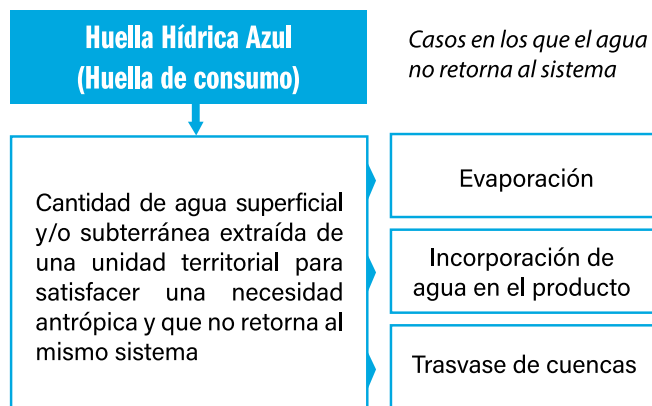 Huella Hídrica Azul
(Huella de consumo)
Casos en los que el agua
no retorna al sistema
Cantidad de agua superficial
y/o subterránea extraída de
una unidad territorial para
satisfacer una necesidad
antrópica y que no retorna al
mismo sistema
Evaporación
Incorporación de
agua en el producto
Trasvase de cuencas